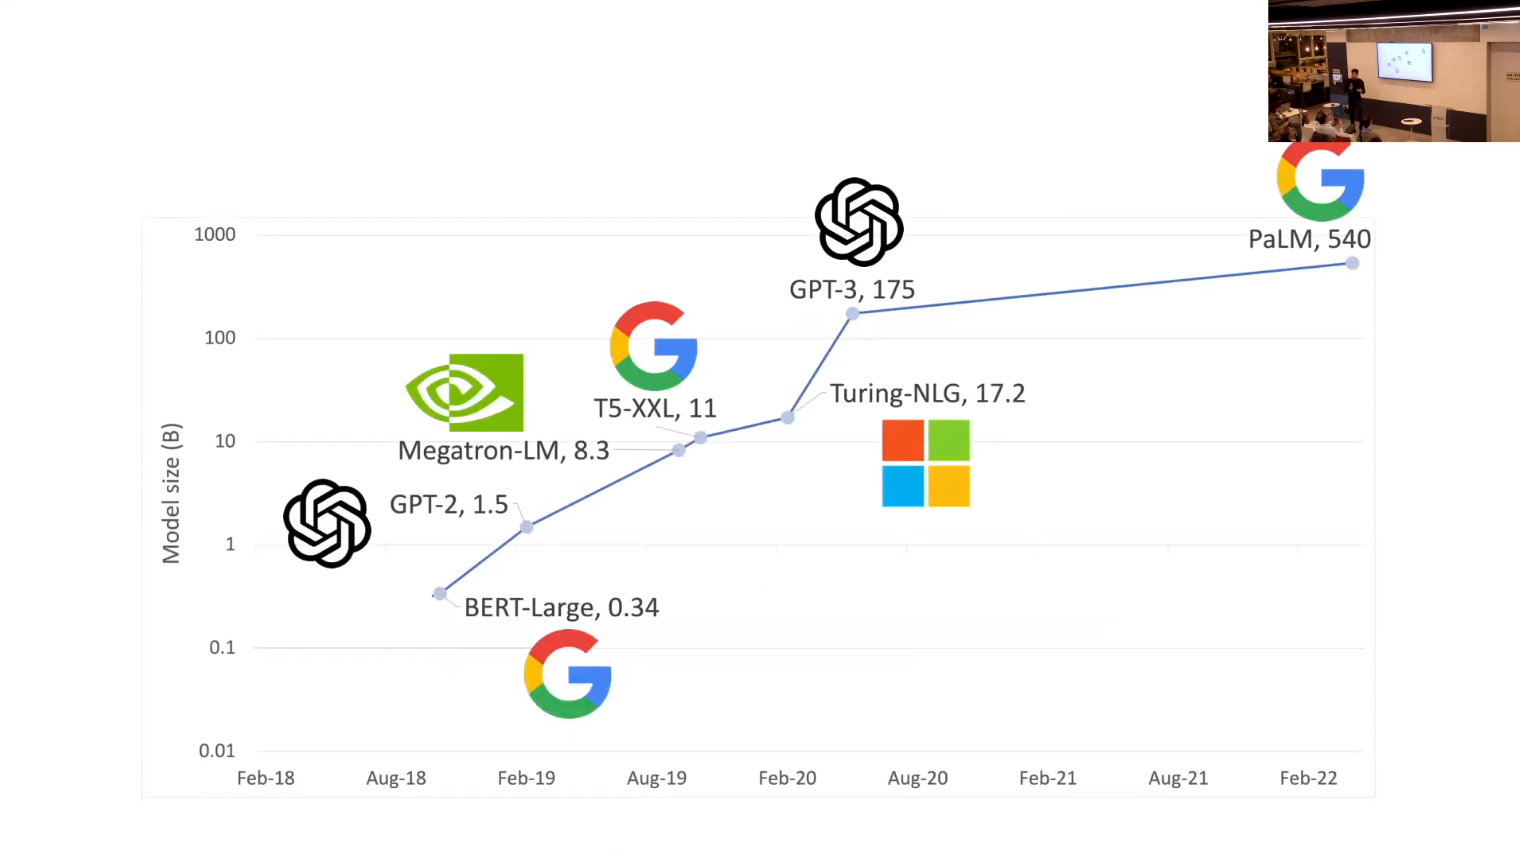 1000
100
10
1
0.1
0.01
Model size (B)
PaLM, 540
GPT-3, 175
T5-XXL, 11
Turing-NLG, 17.2
Megatron-LM, 8.3
GPT-2, 1.5
BERT-Large, 0.34
Feb-18 Aug-18 Feb-19 Aug-19 Feb-20 Aug-20 Feb-21 Aug-21 Feb-22